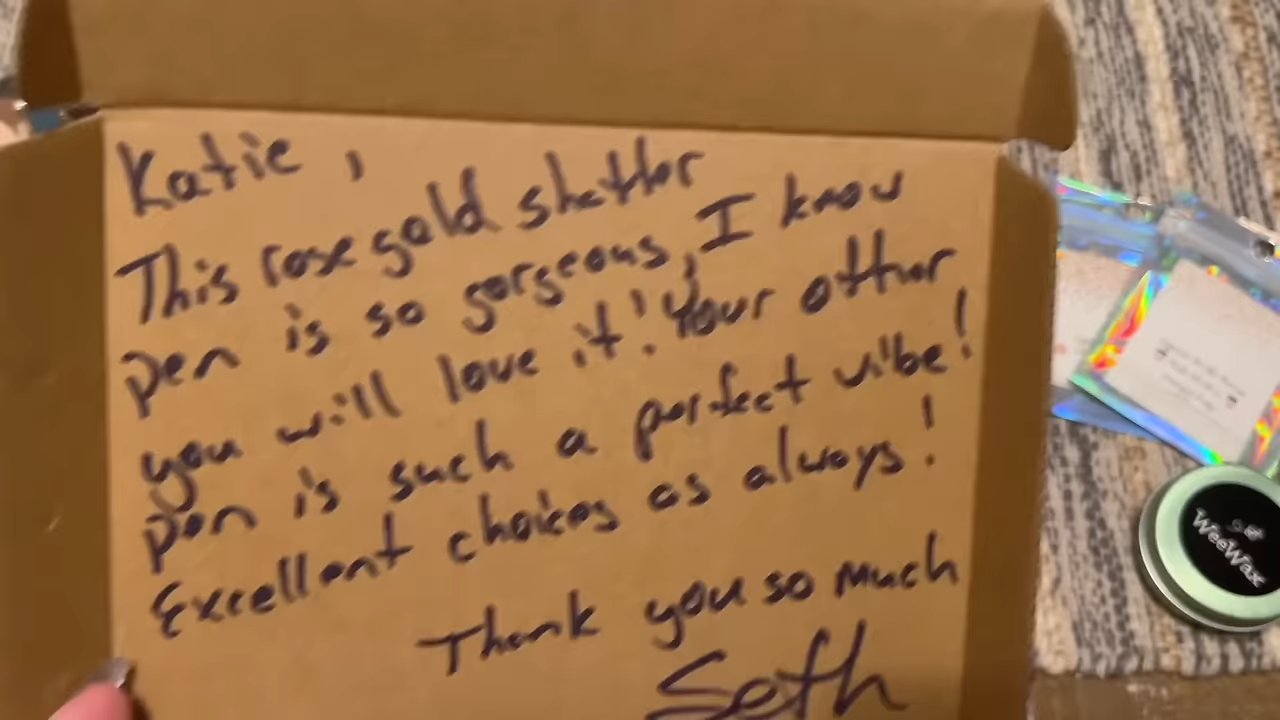 Katie,
This rose gold shatter
pen is so gorgeous, I know
you will love it! Your other
pen is such a perfect vibe!
Excellent choices as always!
Thank you so much
Seth
WeeWax